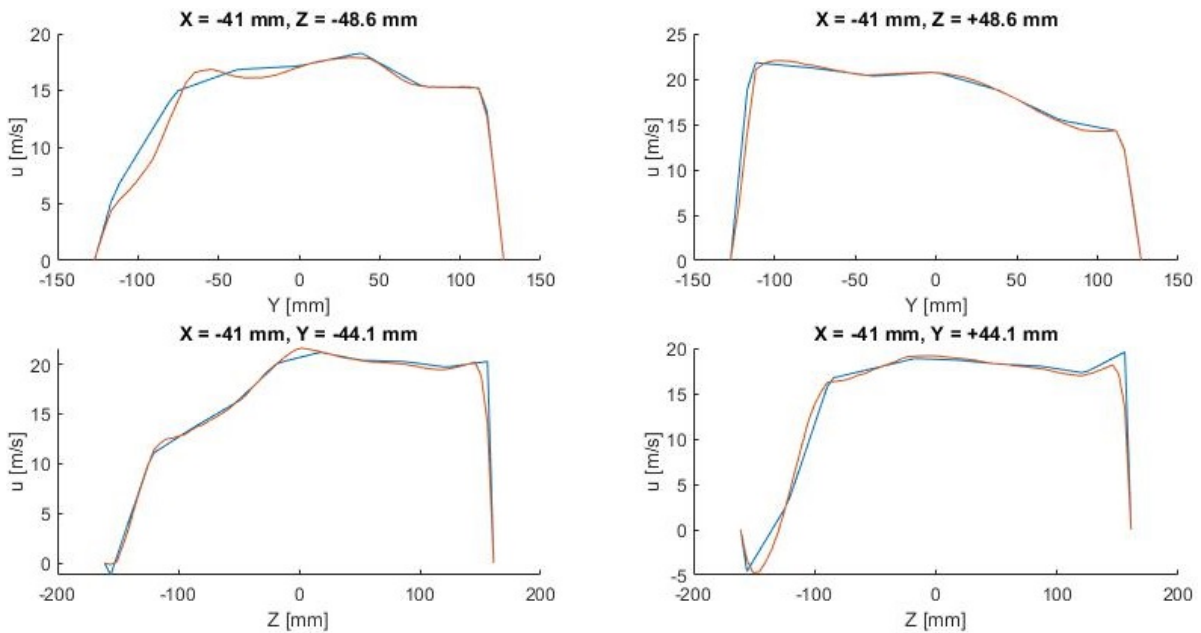 X = -41 mm, Z = -48.6 mm
20
15
10
5
0
u [m/s]
-150 -100 -50 0 50 100 150
Y [mm]
X = -41 mm, Z = +48.6 mm
25
20
15
10
5
0
u [m/s]
-150 -100 -50 0 50 100 150
Y [mm]
X = -41 mm, Y = -44.1 mm
20
15
10
5
0
u [m/s]
-200 -100 0 100 200
Z [mm]
X = -41 mm, Y = +44.1 mm
20
15
10
5
0
-5
u [m/s]
-200 -100 0 100 200
Z [mm]